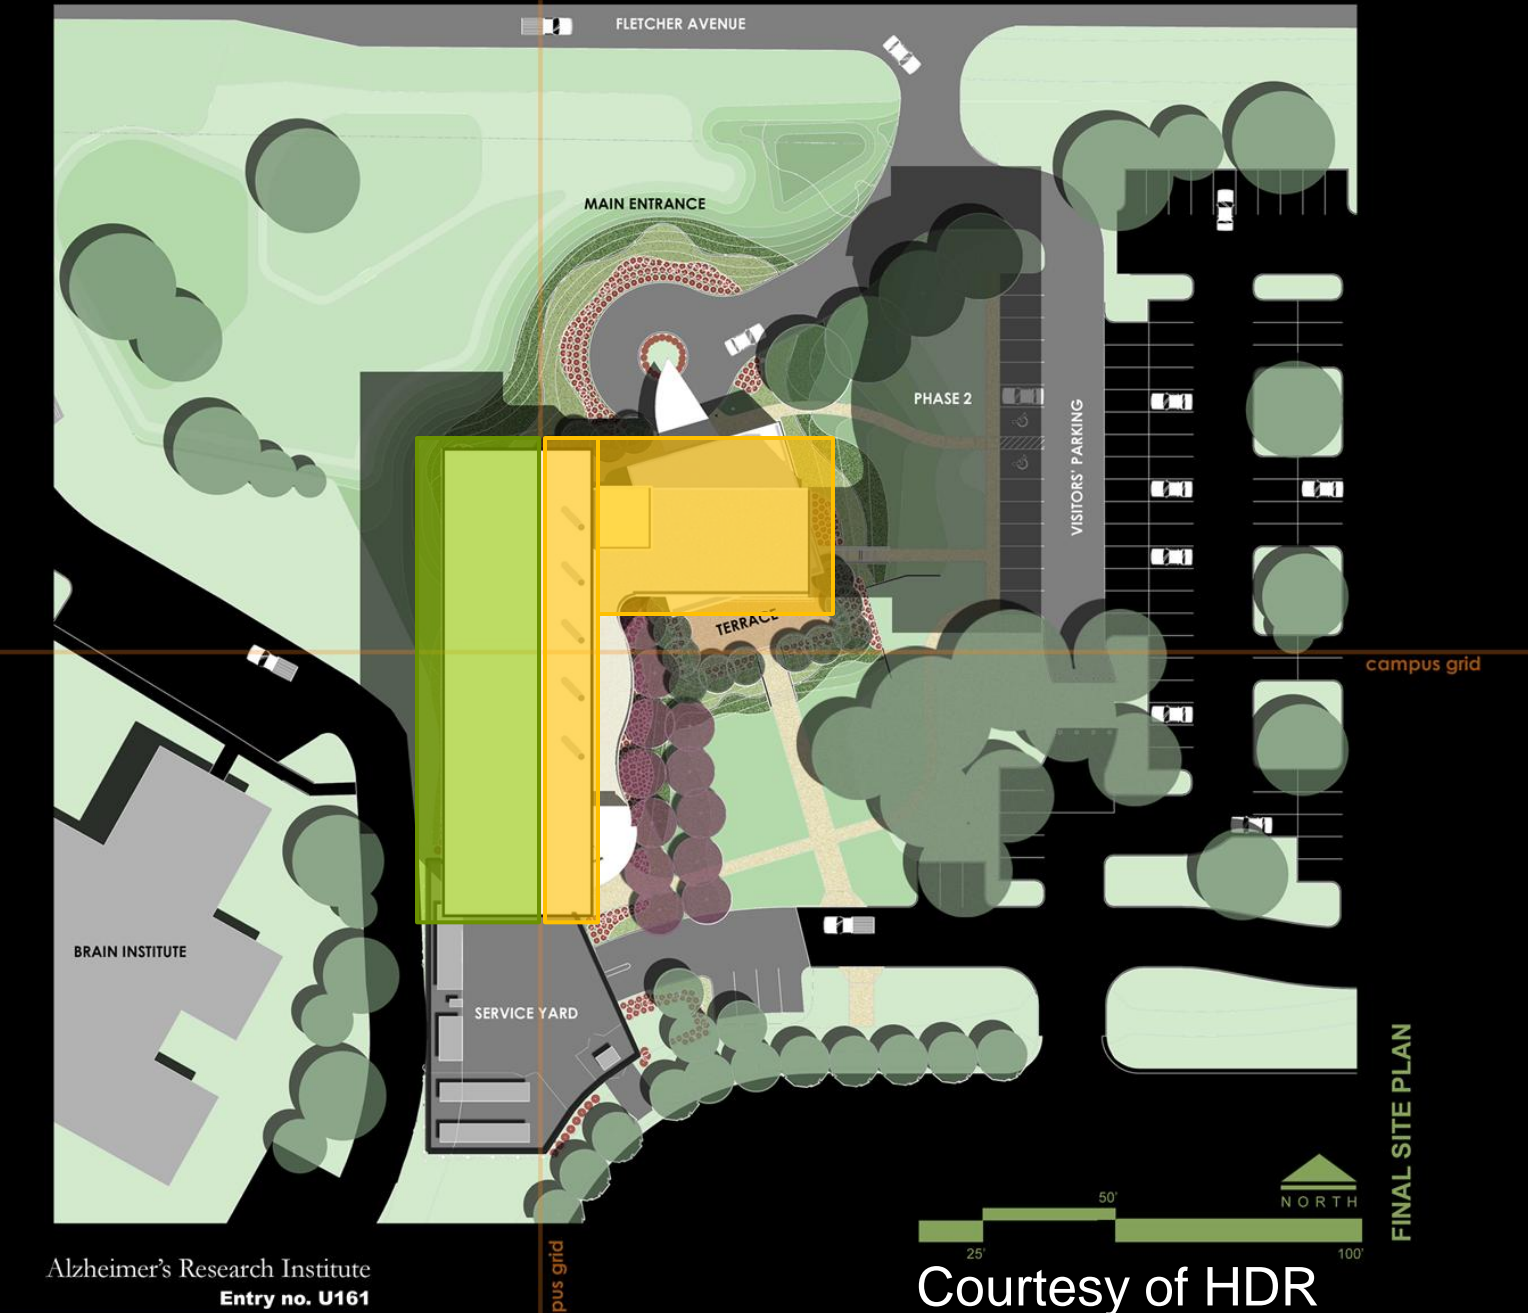 FLETCHER AVENUE
MAIN ENTRANCE
PHASE 2
VISITORS' PARKING
TERRACE
campus grid
BRAIN INSTITUTE
SERVICE YARD
FINAL SITE PLAN
NORTH
50'
25'
100'
pus grid
Alzheimer's Research Institute
Entry no. U161
Courtesy of HDR